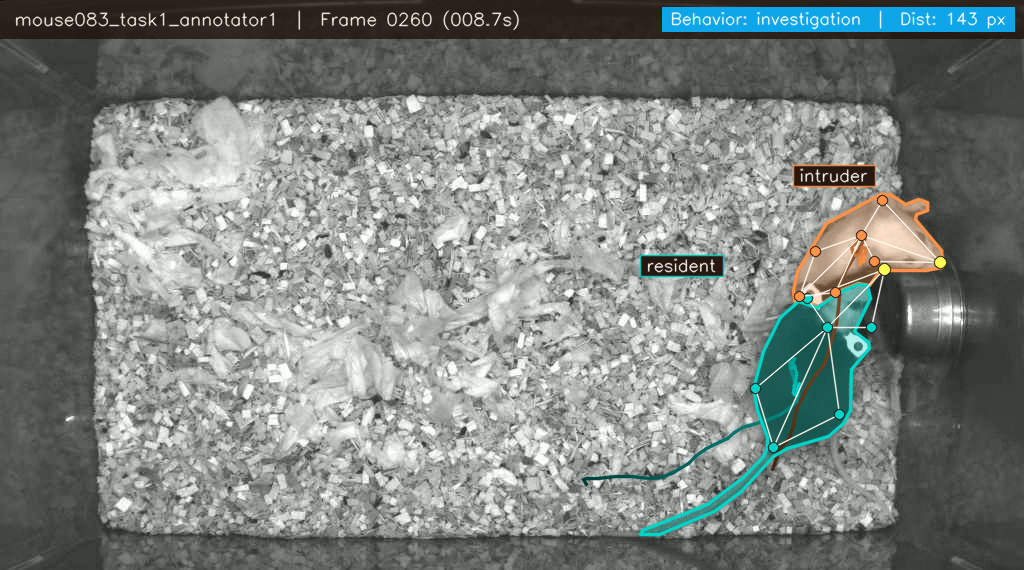 mouse083_task1_annotator1 | Frame 0260 (008.7s)
Behavior: investigation | Dist: 143 px
intruder
resident